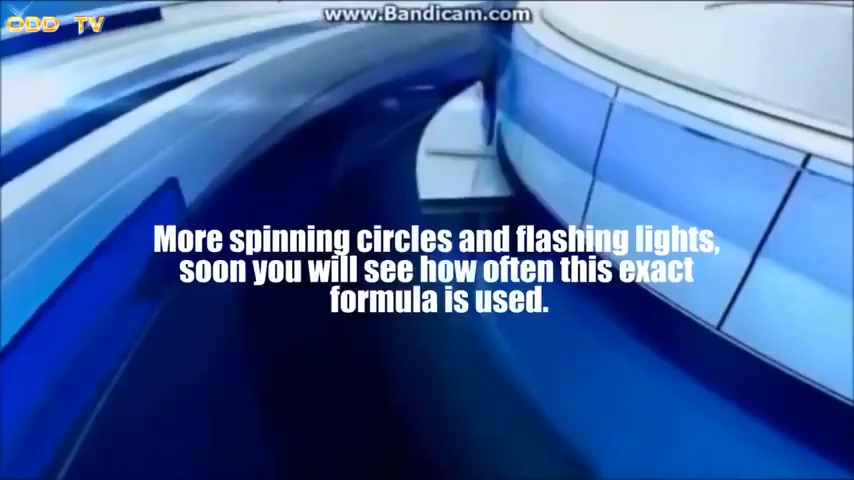 www.Bandicam.com
ODD TV
More spinning circles and flashing lights,
soon you will see how often this exact
formula is used.